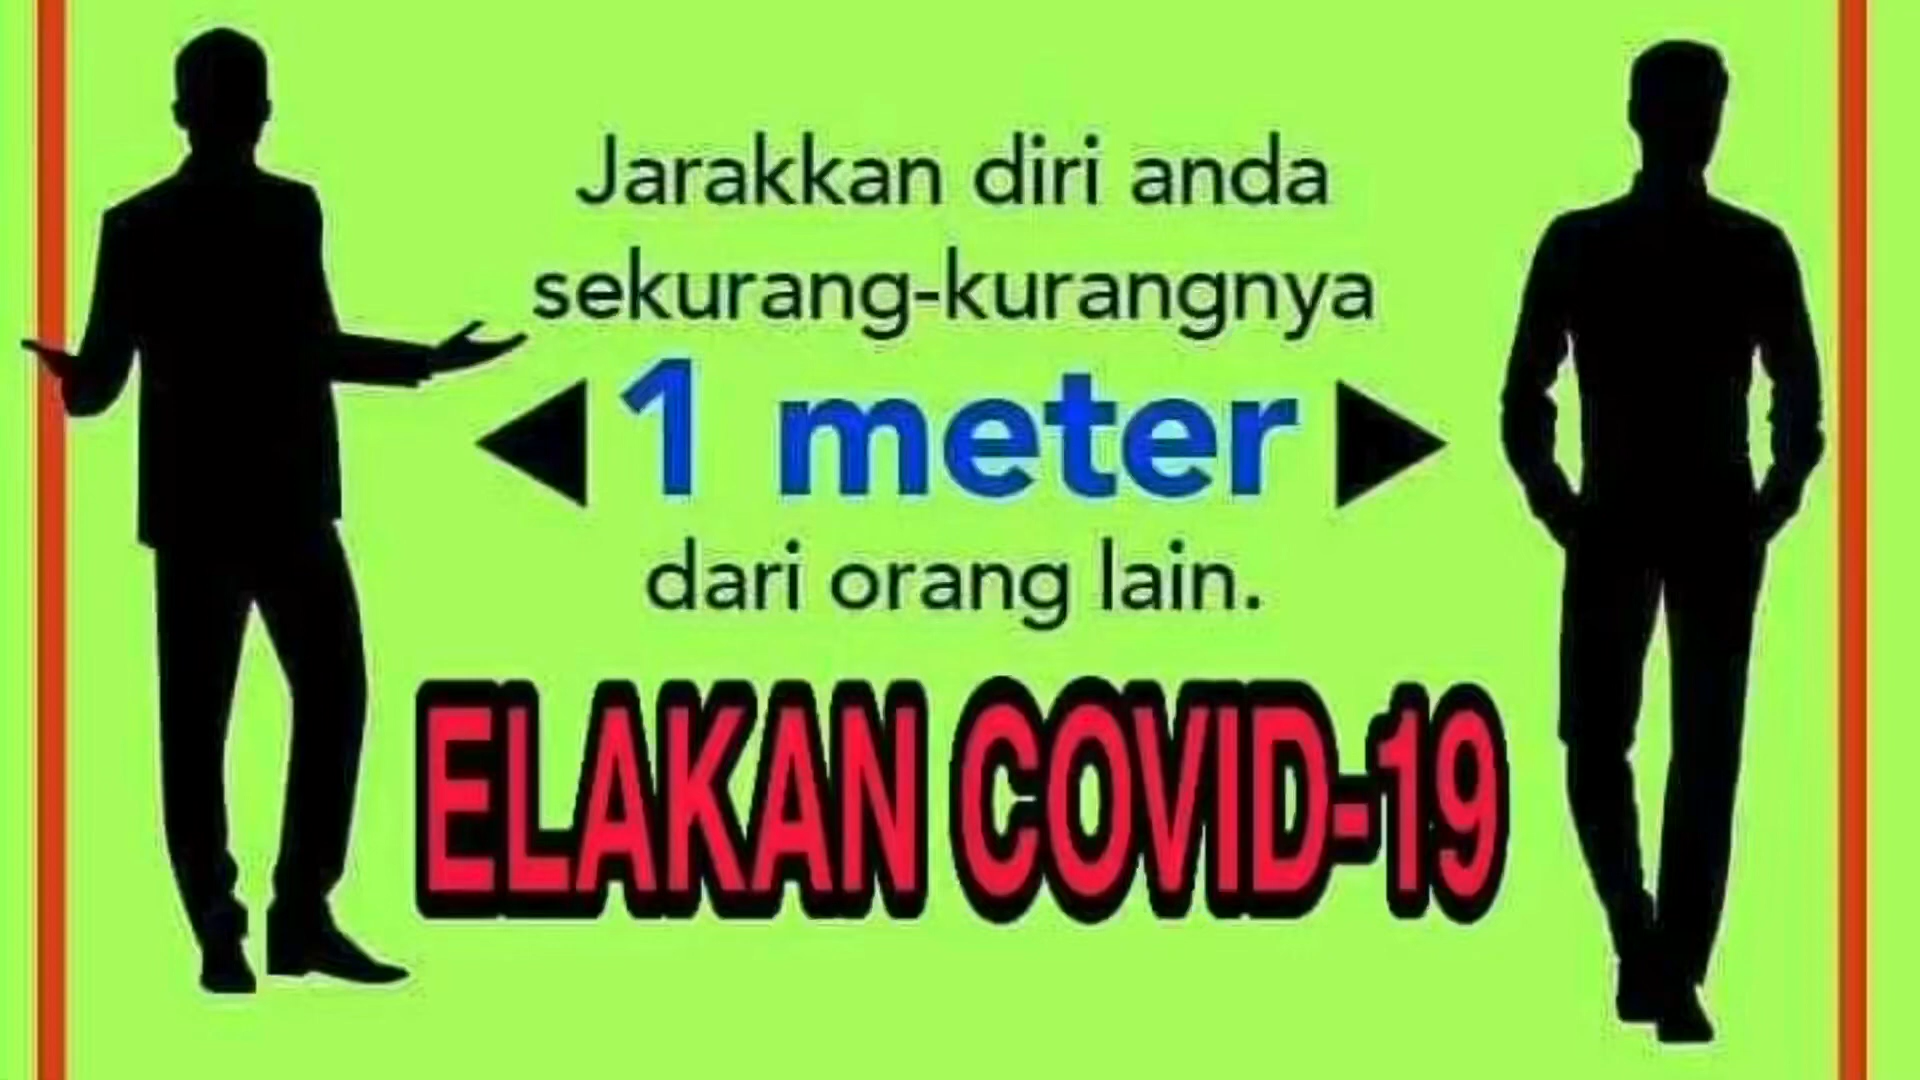 Jarakkan diri anda
sekurang-kurangnya
1 meter
dari orang lain.
ELAKAN COVID-19